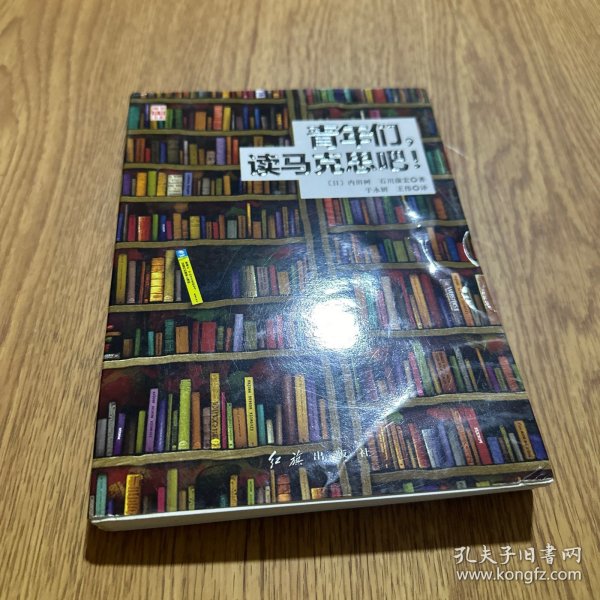 青年们，
读马克思吧！
〔日〕内田树 石川康宏 著
于永妍 王伟 译
红旗出版社
孔夫子旧书网
www.kongfz.com